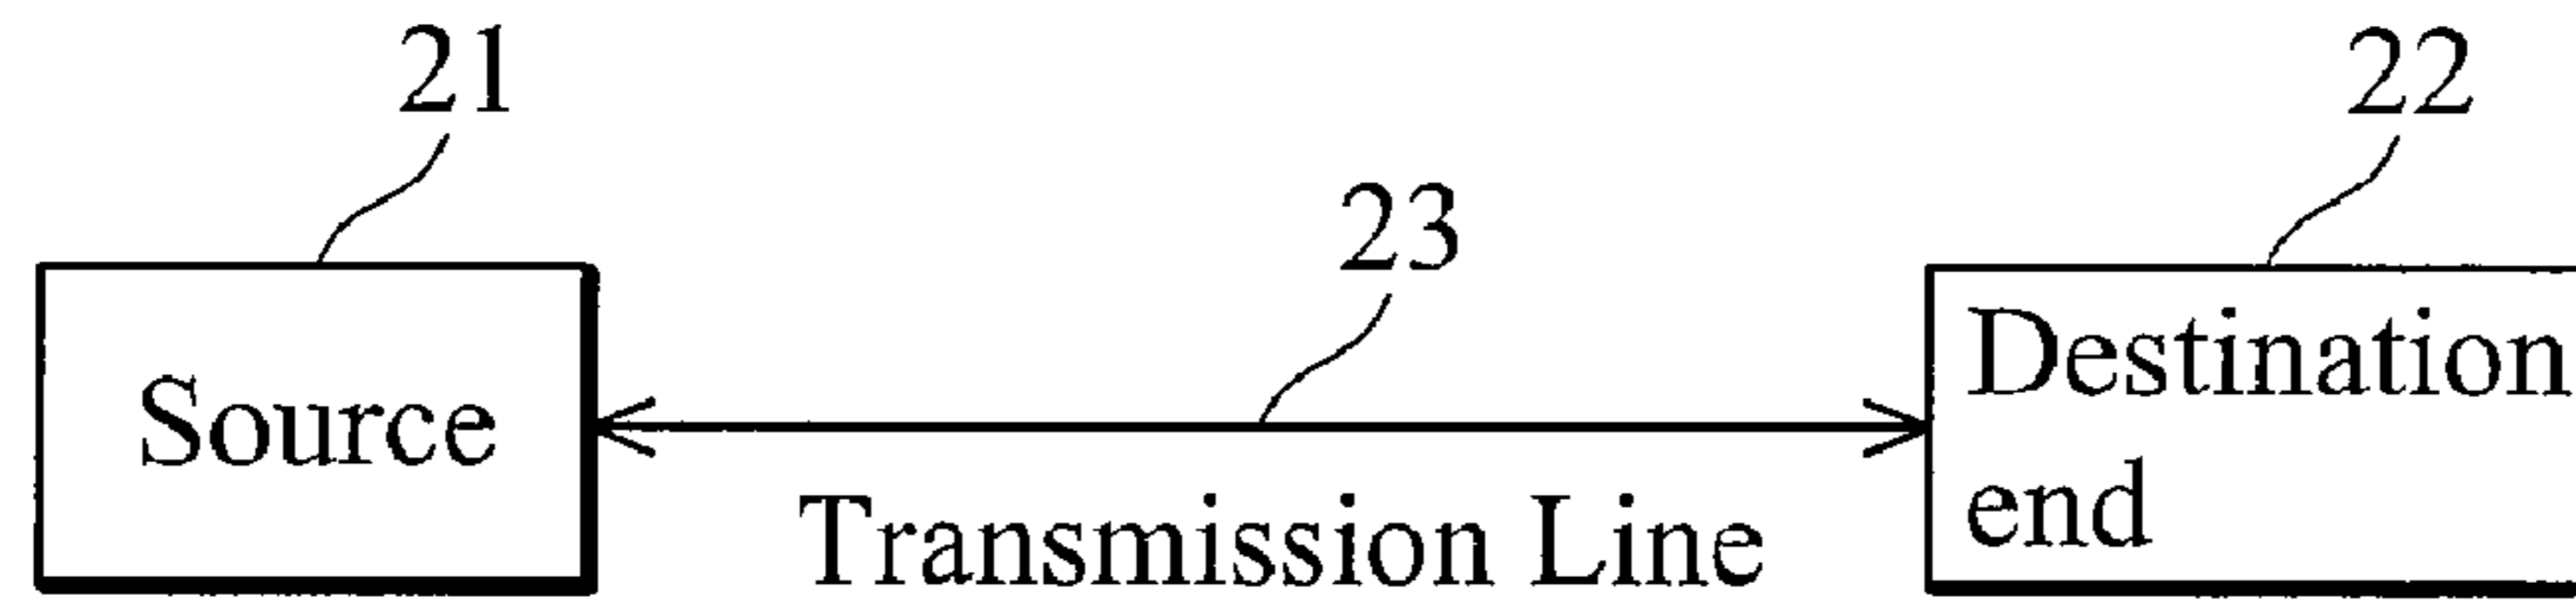 21
22
23
Source
Destination
end
Transmission Line